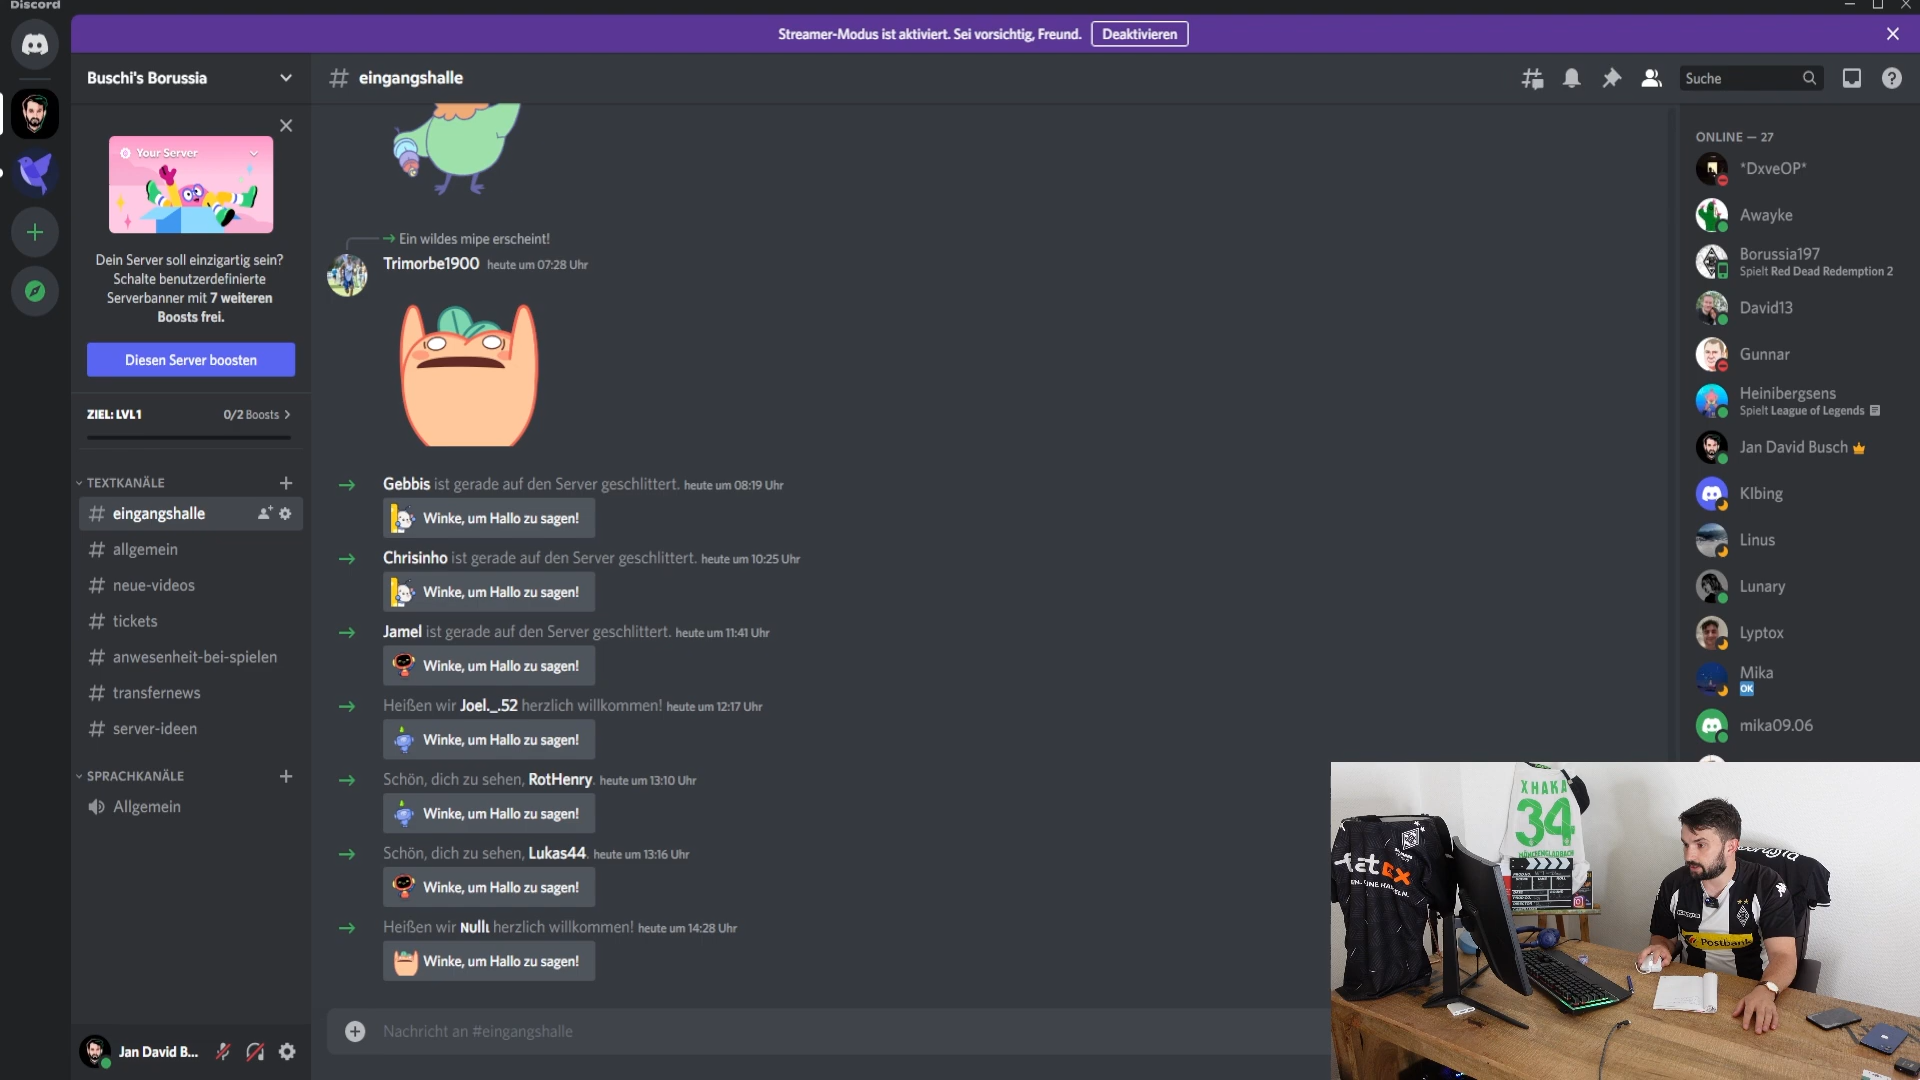 Discord
Streamer-Modus ist aktiviert. Sei vorsichtig, Freund.
Deaktivieren
Buschi's Borussia
eingangshalle
Suche
Your Server
Dein Server soll einzigartig sein?
Schalte benutzerdefinierte
Serverbanner mit 7 weiteren
Boosts frei.
Diesen Server boosten
ZIEL: LVL 1
0/2 Boosts
TEXTKANÄLE
eingangshalle
allgemein
neue-videos
tickets
anwesenheit-bei-spielen
transfernews
server-ideen
SPRACHKANÄLE
Allgemein
Jan David B...
Ein wildes mipe erscheint!
Trimorbe1900 heute um 07:28 Uhr
Gebbis ist gerade auf den Server geschlittert. heute um 08:19 Uhr
Winke, um Hallo zu sagen!
Chrisinho ist gerade auf den Server geschlittert. heute um 10:25 Uhr
Winke, um Hallo zu sagen!
Jamel ist gerade auf den Server geschlittert. heute um 11:41 Uhr
Winke, um Hallo zu sagen!
Heißen wir Joel._.52 herzlich willkommen! heute um 12:17 Uhr
Winke, um Hallo zu sagen!
Schön, dich zu sehen, RotHenry. heute um 13:10 Uhr
Winke, um Hallo zu sagen!
Schön, dich zu sehen, Lukas44. heute um 13:16 Uhr
Winke, um Hallo zu sagen!
Heißen wir herzlich willkommen! heute um 14:28 Uhr
Winke, um Hallo zu sagen!
Nachricht an #eingangshalle
ONLINE — 27
*DxveOP*
Awayke
Borussia197
Spielt Red Dead Redemption 2
David13
Gunnar
Heinibergsens
Spielt League of Legends
Jan David Busch
Klbing
Linus
Lunary
Lyptox
Mika
OK
mika09.06
XHAKA
34
MÖNCHENGLADBACH
Postbank